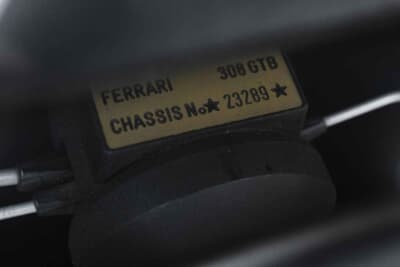 FERRARI 308 GTB
CHASSIS No★ 23289 ★